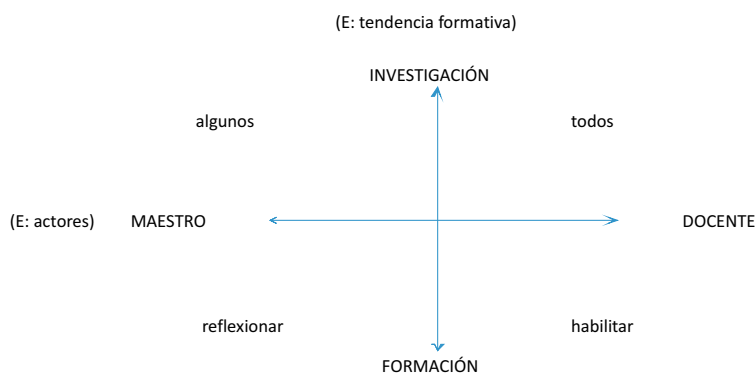 (E: tendencia formativa)
INVESTIGACIÓN
algunos
todos
(E: actores)
MAESTRO
DOCENTE
reflexionar
habilitar
FORMACIÓN